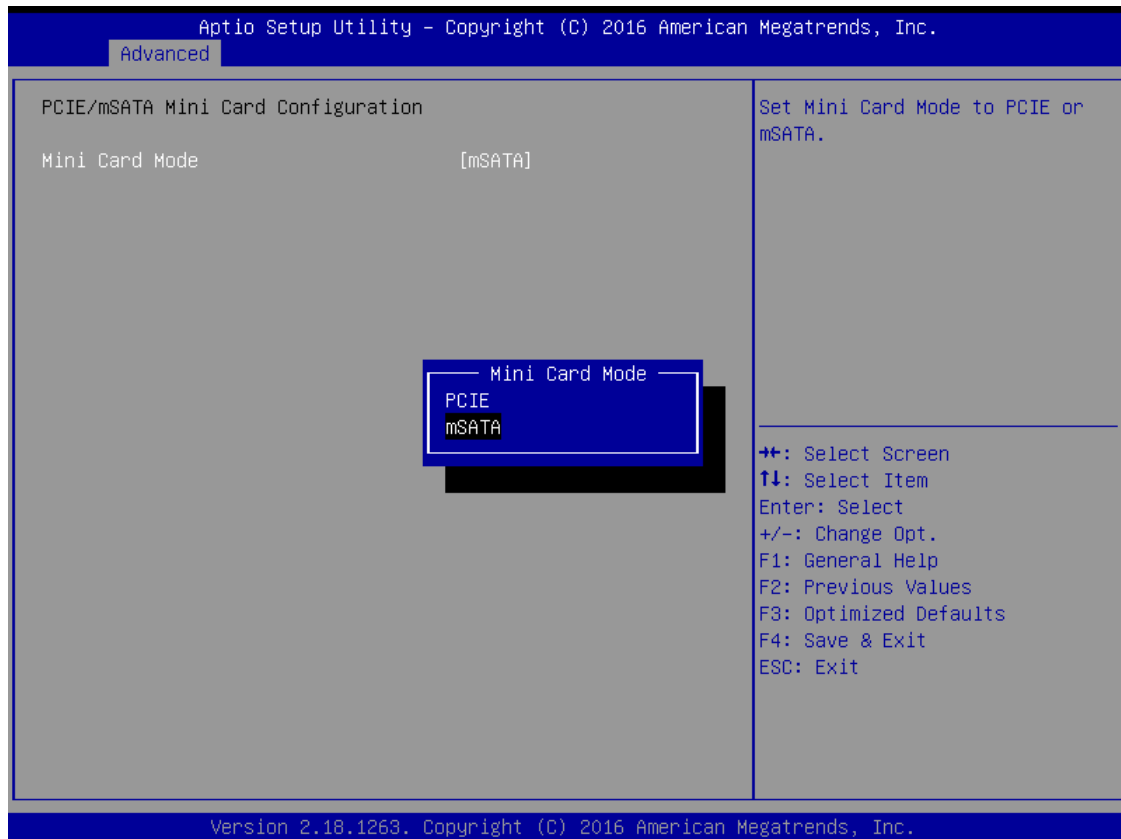 Aptio Setup Utility – Copyright (C) 2016 American Megatrends, Inc.
Advanced
PCIE/mSATA Mini Card Configuration
Mini Card Mode [mSATA]
Set Mini Card Mode to PCIE or
mSATA.
Mini Card Mode
PCIE
mSATA
→←: Select Screen
↑↓: Select Item
Enter: Select
+/-: Change Opt.
F1: General Help
F2: Previous Values
F3: Optimized Defaults
F4: Save & Exit
ESC: Exit
Version 2.18.1263. Copyright (C) 2016 American Megatrends, Inc.